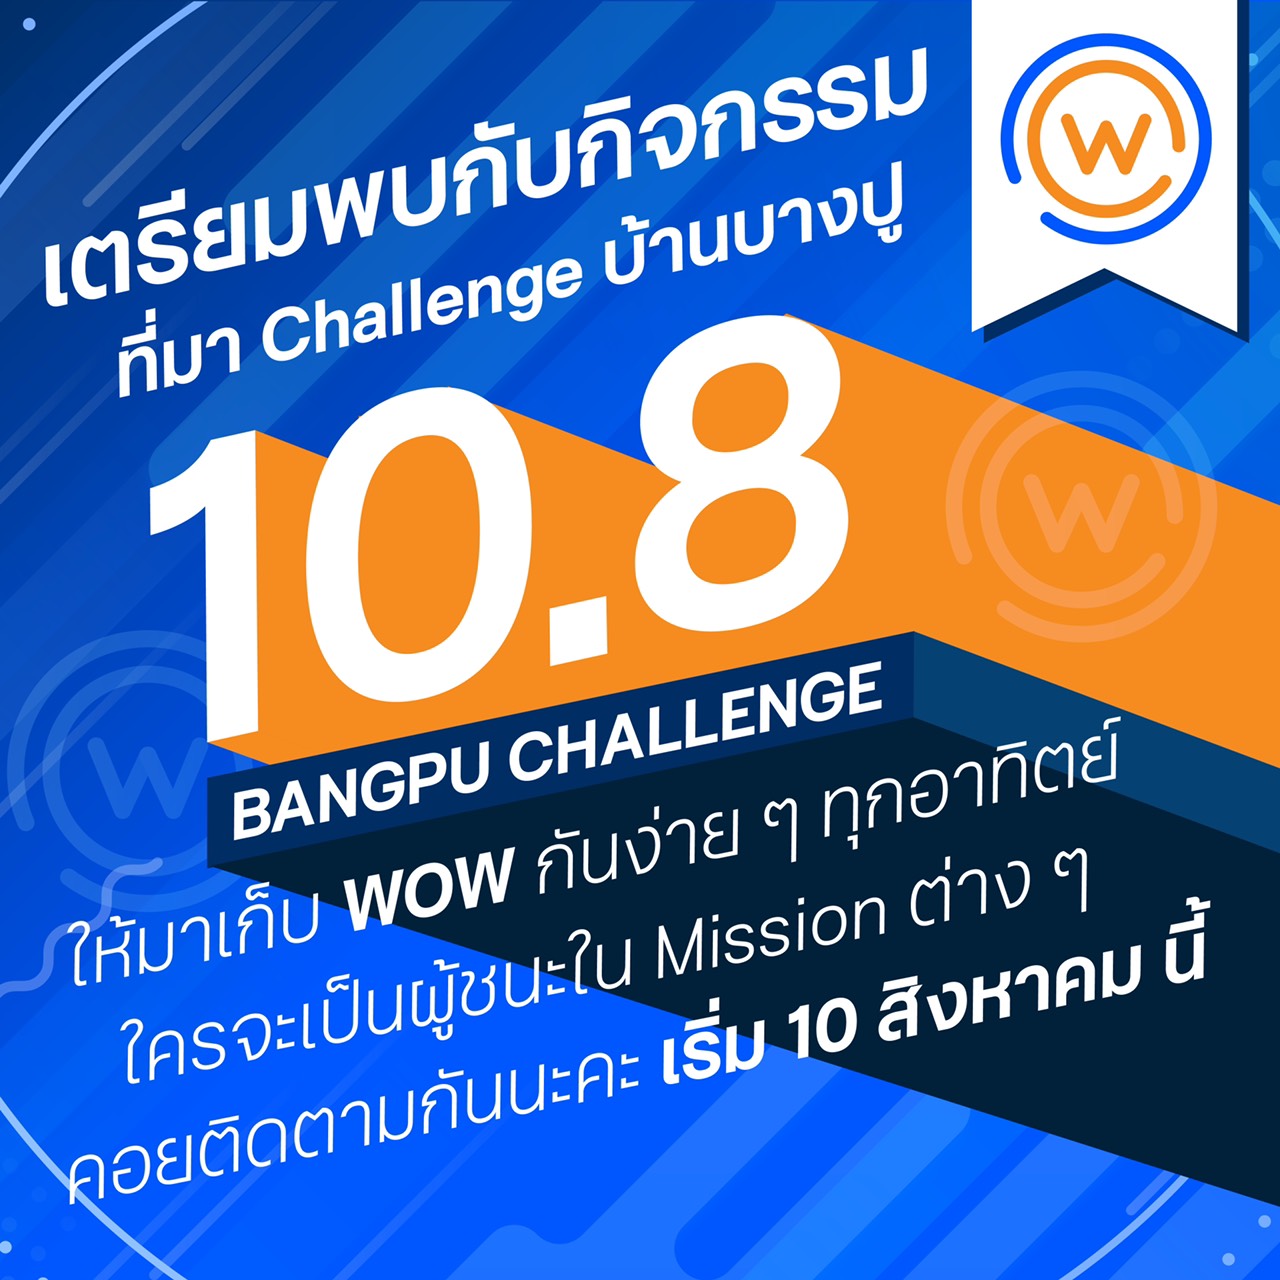 W
เตรียมพบกับกิจกรรม
ที่มา Challenge บ้านบางปู
10.8
W
W
BANGPU CHALLENGE
ให้มาเก็บ WOW กันง่าย ๆ ทุกอาทิตย์
ใครจะเป็นผู้ชนะใน Mission ต่าง ๆ
คอยติดตามกันนะคะ เริ่ม 10 สิงหาคม นี้